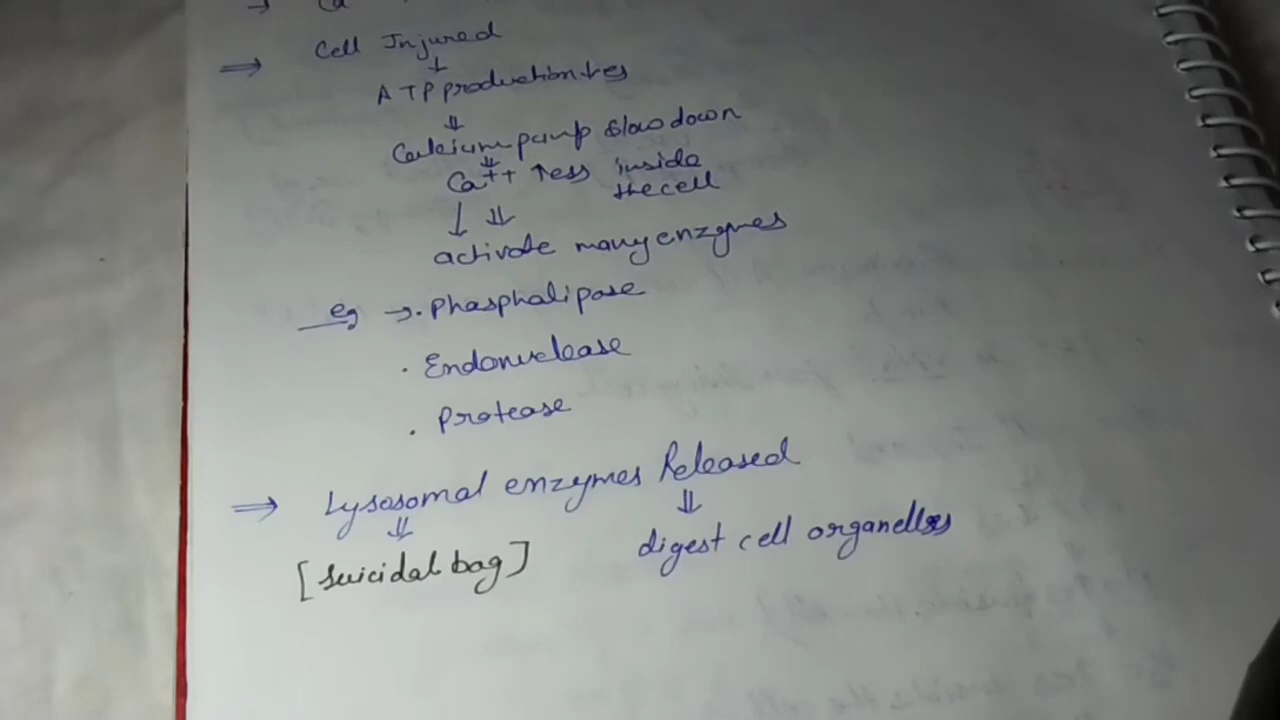 ⇒ Cell Injured
↓
ATP production ↓es
⇓
Calcium pump slow down
⇓
Ca++ ↑ess inside
the cell
↓ ⇓
activate many enzymes
eg → . Phasphalipase
. Endonuclease
. Protease
⇒ Lysosomal enzymes Released
⇓ ⇓
[suicidal bag] digest cell organelles